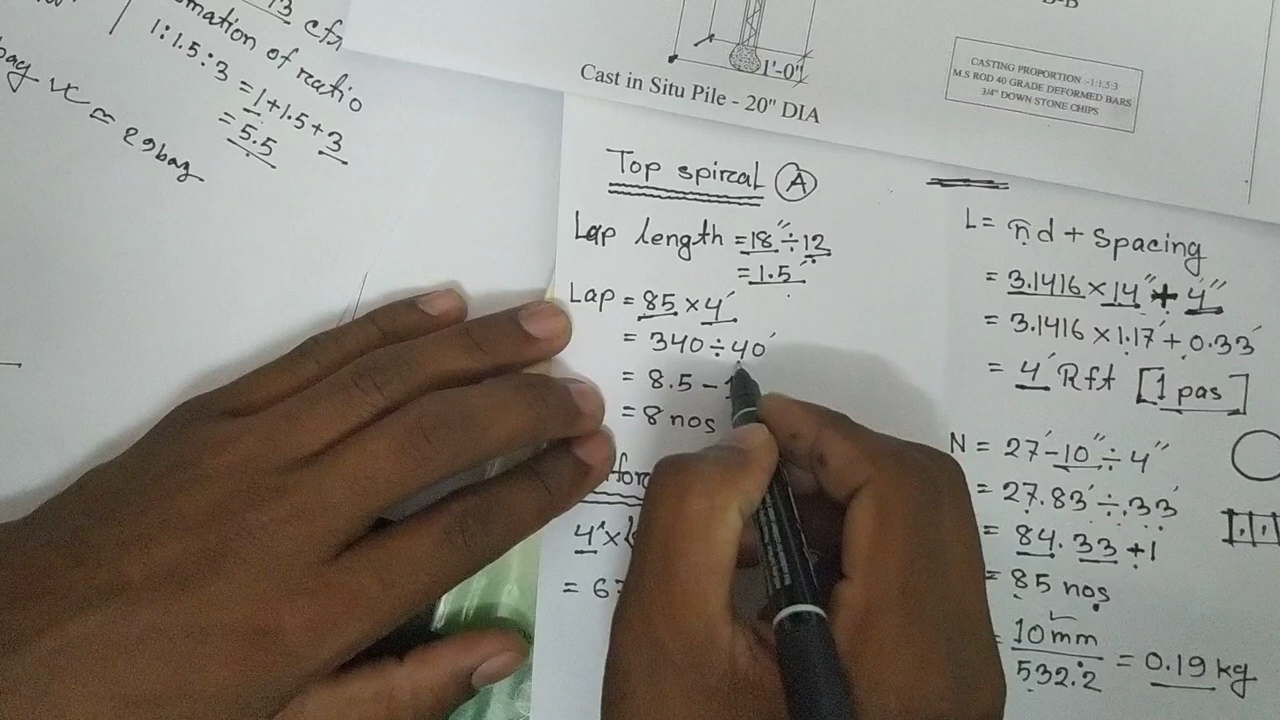 13 cft
mation of reatio
1:1.5:3 = 1+1.5+3
= 5.5
bag x = 29bag
1'-0"
Cast in Situ Pile - 20" DIA
CASTING PROPORTION :-1:1.5:3
M.S ROD 40 GRADE DEFORMED BARS
3/4" DOWN STONE CHIPS
Top spiral A
Lap length = 18" ÷ 12
= 1.5'
Lap = 85 × 4'
= 340 ÷ 40'
= 8.5 -
= 8 nos
4' ×
= 6
L = πd + Spacing
= 3.1416 × 14" + 4"
= 3.1416 × 1.17' + 0.33'
= 4' Rft [1 pas]
N = 27'-10" ÷ 4"
= 27.83' ÷ .33'
= 84.33 + 1
= 85 nos
10mm
532.2
= 0.19 kg